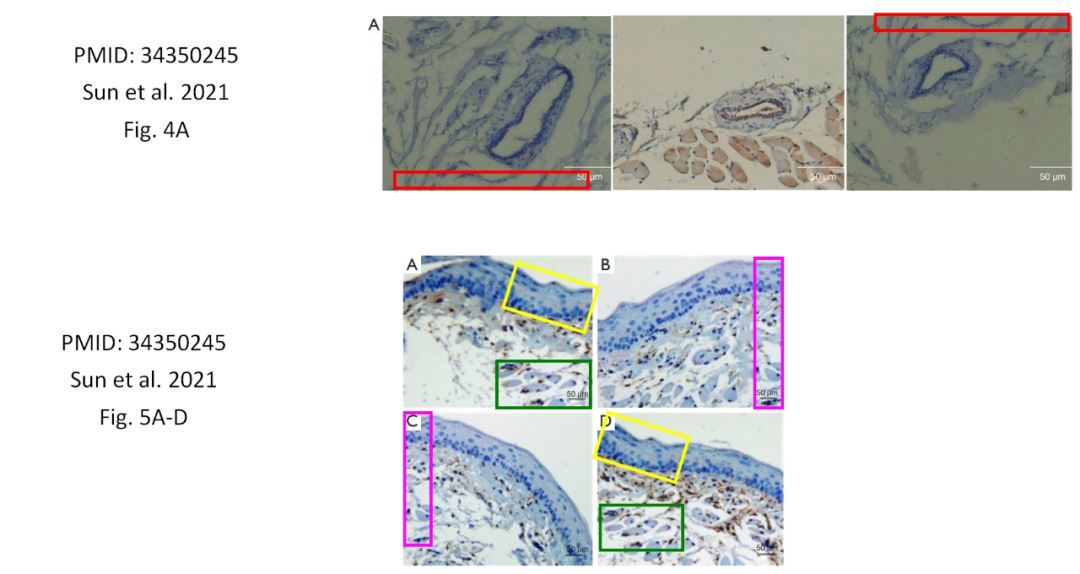 PMID: 34350245
Sun et al. 2021
Fig. 4A
A
50 µm
50 µm
50 µm
PMID: 34350245
Sun et al. 2021
Fig. 5A-D
A
B
50 µm
50 µm
C
D
50 µm
50 µm